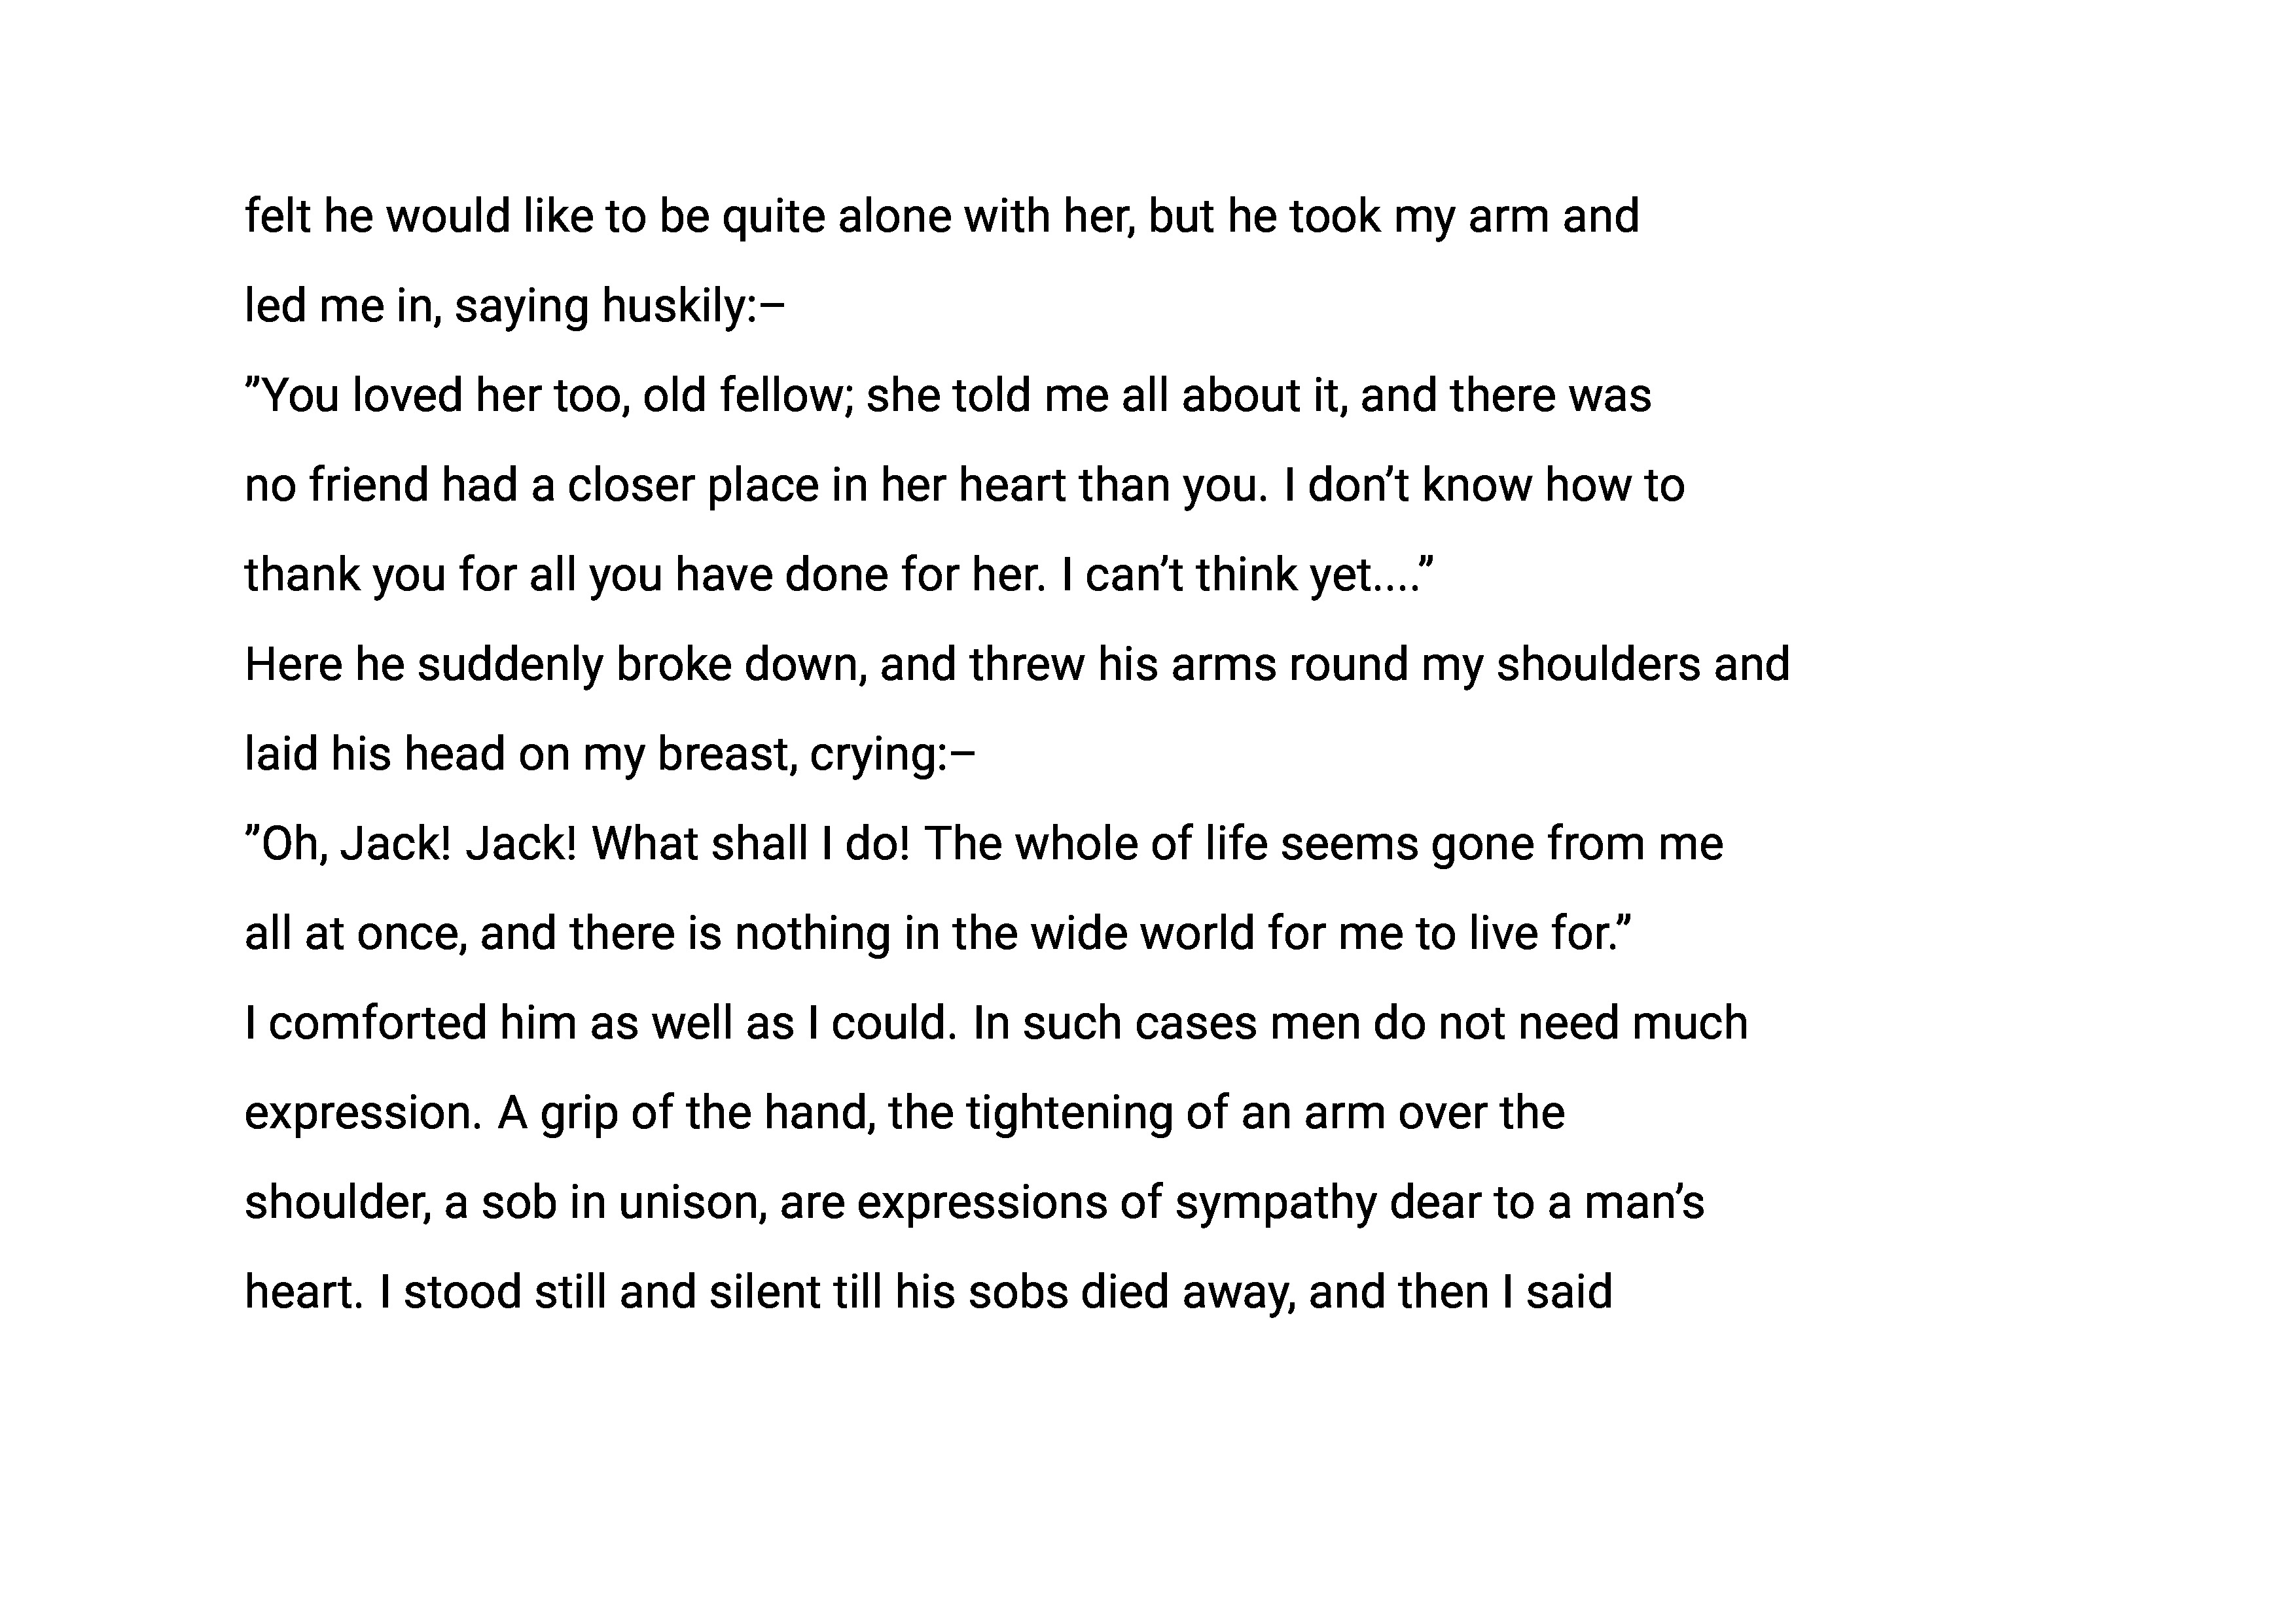 felt he would like to be quite alone with her, but he took my arm and
led me in, saying huskily:–
”You loved her too, old fellow; she told me all about it, and there was
no friend had a closer place in her heart than you. I don’t know how to
thank you for all you have done for her. I can’t think yet....”
Here he suddenly broke down, and threw his arms round my shoulders and
laid his head on my breast, crying:–
”Oh, Jack! Jack! What shall I do! The whole of life seems gone from me
all at once, and there is nothing in the wide world for me to live for.”
I comforted him as well as I could. In such cases men do not need much
expression. A grip of the hand, the tightening of an arm over the
shoulder, a sob in unison, are expressions of sympathy dear to a man’s
heart. I stood still and silent till his sobs died away, and then I said